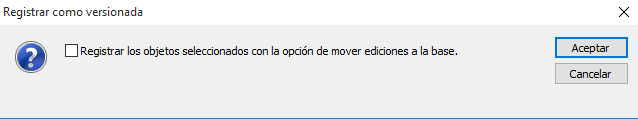 Registrar como versionada
Registrar los objetos seleccionados con la opción de mover ediciones a la base.
Aceptar
Cancelar